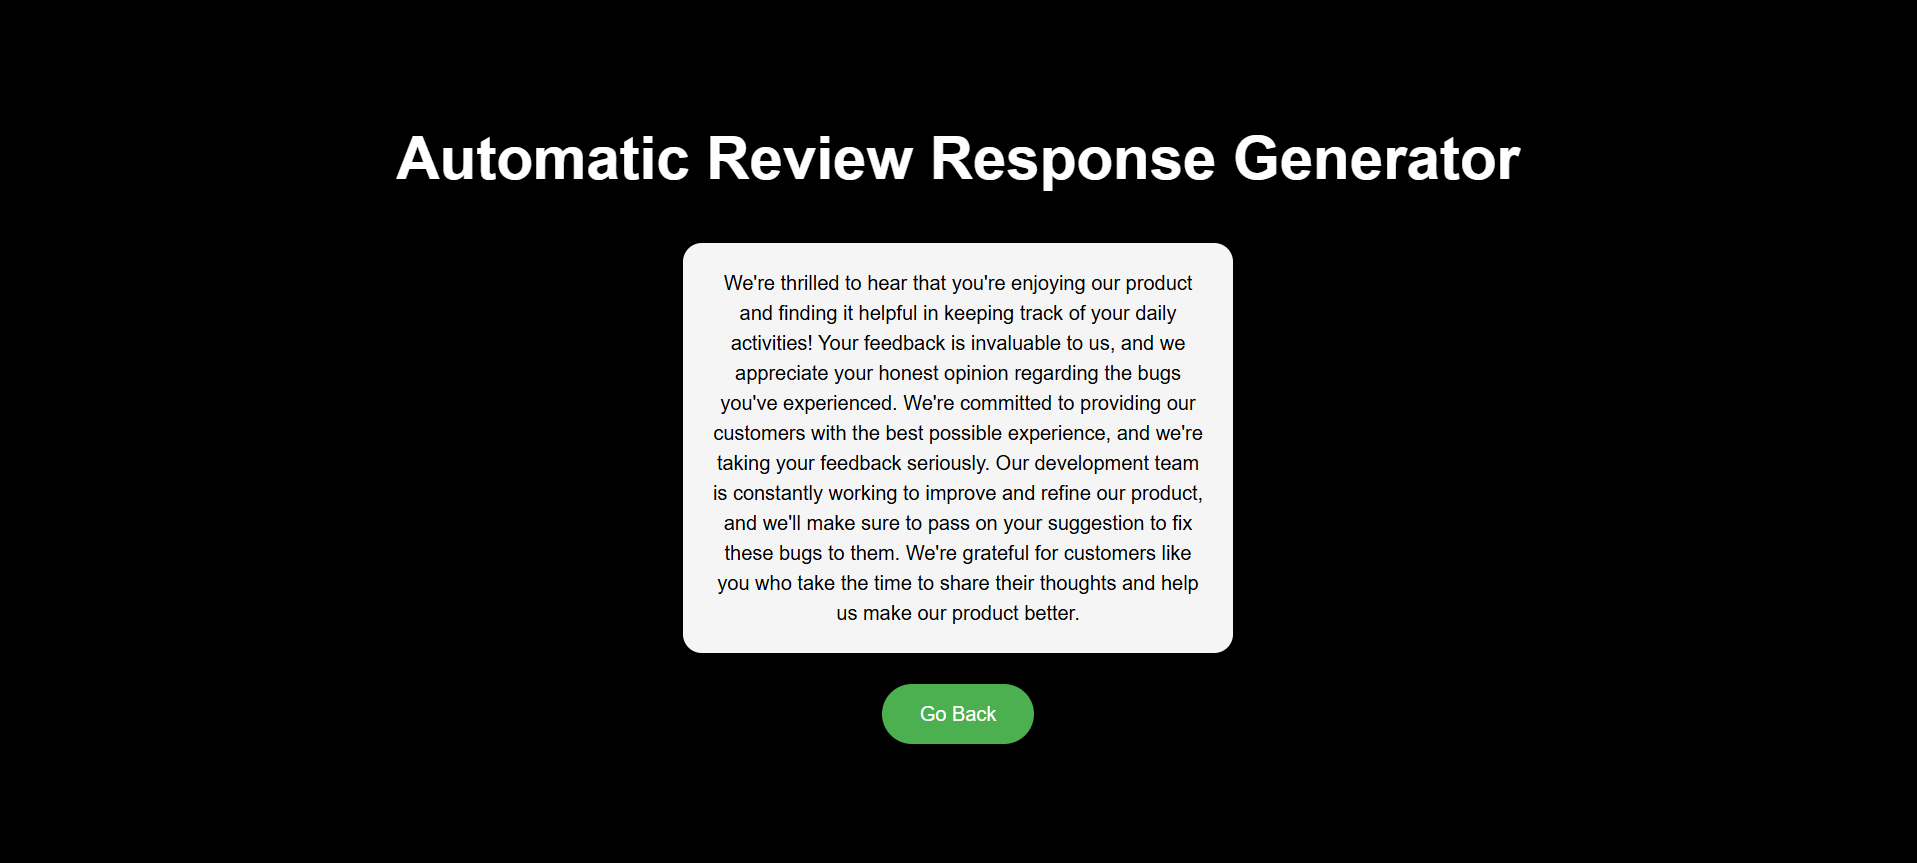 Automatic Review Response Generator
We're thrilled to hear that you're enjoying our product
and finding it helpful in keeping track of your daily
activities! Your feedback is invaluable to us, and we
appreciate your honest opinion regarding the bugs
you've experienced. We're committed to providing our
customers with the best possible experience, and we're
taking your feedback seriously. Our development team
is constantly working to improve and refine our product,
and we'll make sure to pass on your suggestion to fix
these bugs to them. We're grateful for customers like
you who take the time to share their thoughts and help
us make our product better.
Go Back